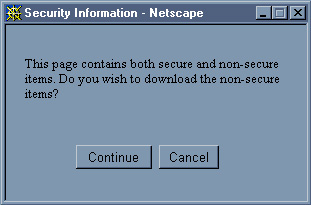 Security Information - Netscape
This page contains both secure and non-secure
items. Do you wish to download the non-secure
items?
Continue Cancel